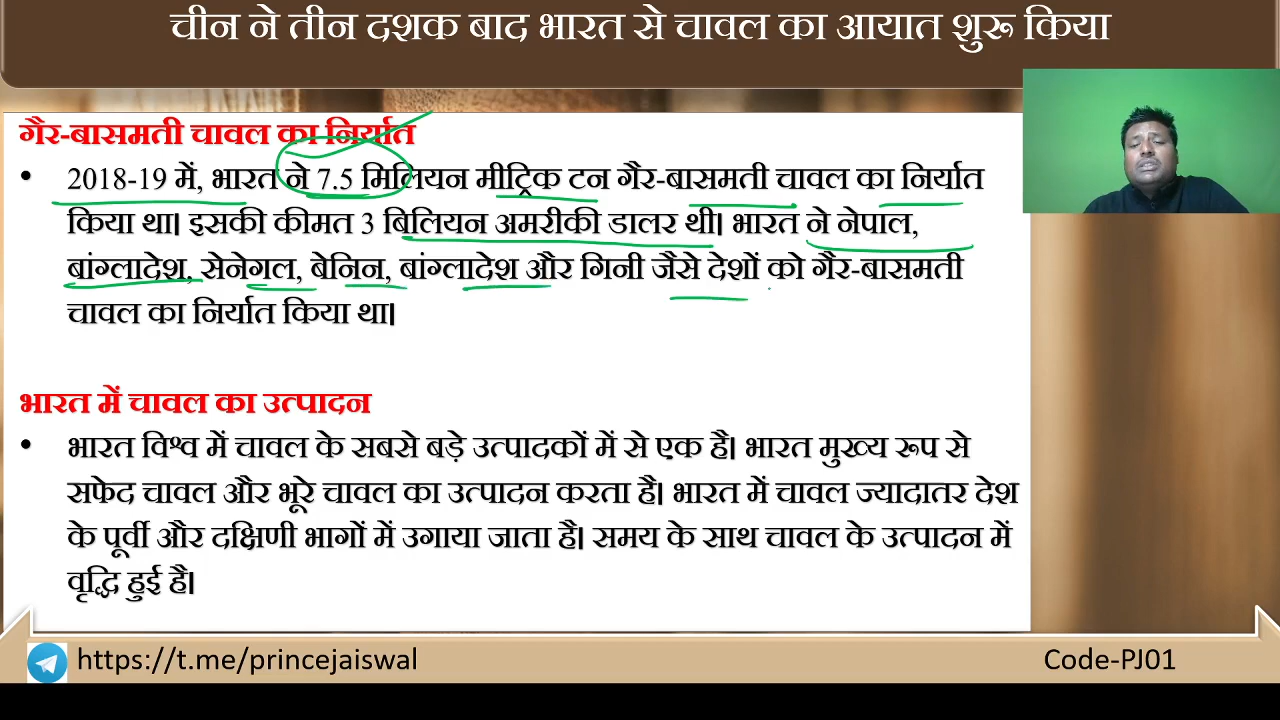 चीन ने तीन दशक बाद भारत से चावल का आयात शुरू किया
गैर-बासमती चावल का निर्यात
• 2018-19 में, भारत ने 7.5 मिलियन मीट्रिक टन गैर-बासमती चावल का निर्यात
किया था। इसकी कीमत 3 बिलियन अमरीकी डालर थी। भारत ने नेपाल,
बांग्लादेश, सेनेगल, बेनिन, बांग्लादेश और गिनी जैसे देशों को गैर-बासमती
चावल का निर्यात किया था।
भारत में चावल का उत्पादन
• भारत विश्व में चावल के सबसे बड़े उत्पादकों में से एक है। भारत मुख्य रूप से
सफेद चावल और भूरे चावल का उत्पादन करता है। भारत में चावल ज्यादातर देश
के पूर्वी और दक्षिणी भागों में उगाया जाता है। समय के साथ चावल के उत्पादन में
वृद्धि हुई है।
https://t.me/princejaiswal
Code-PJ01